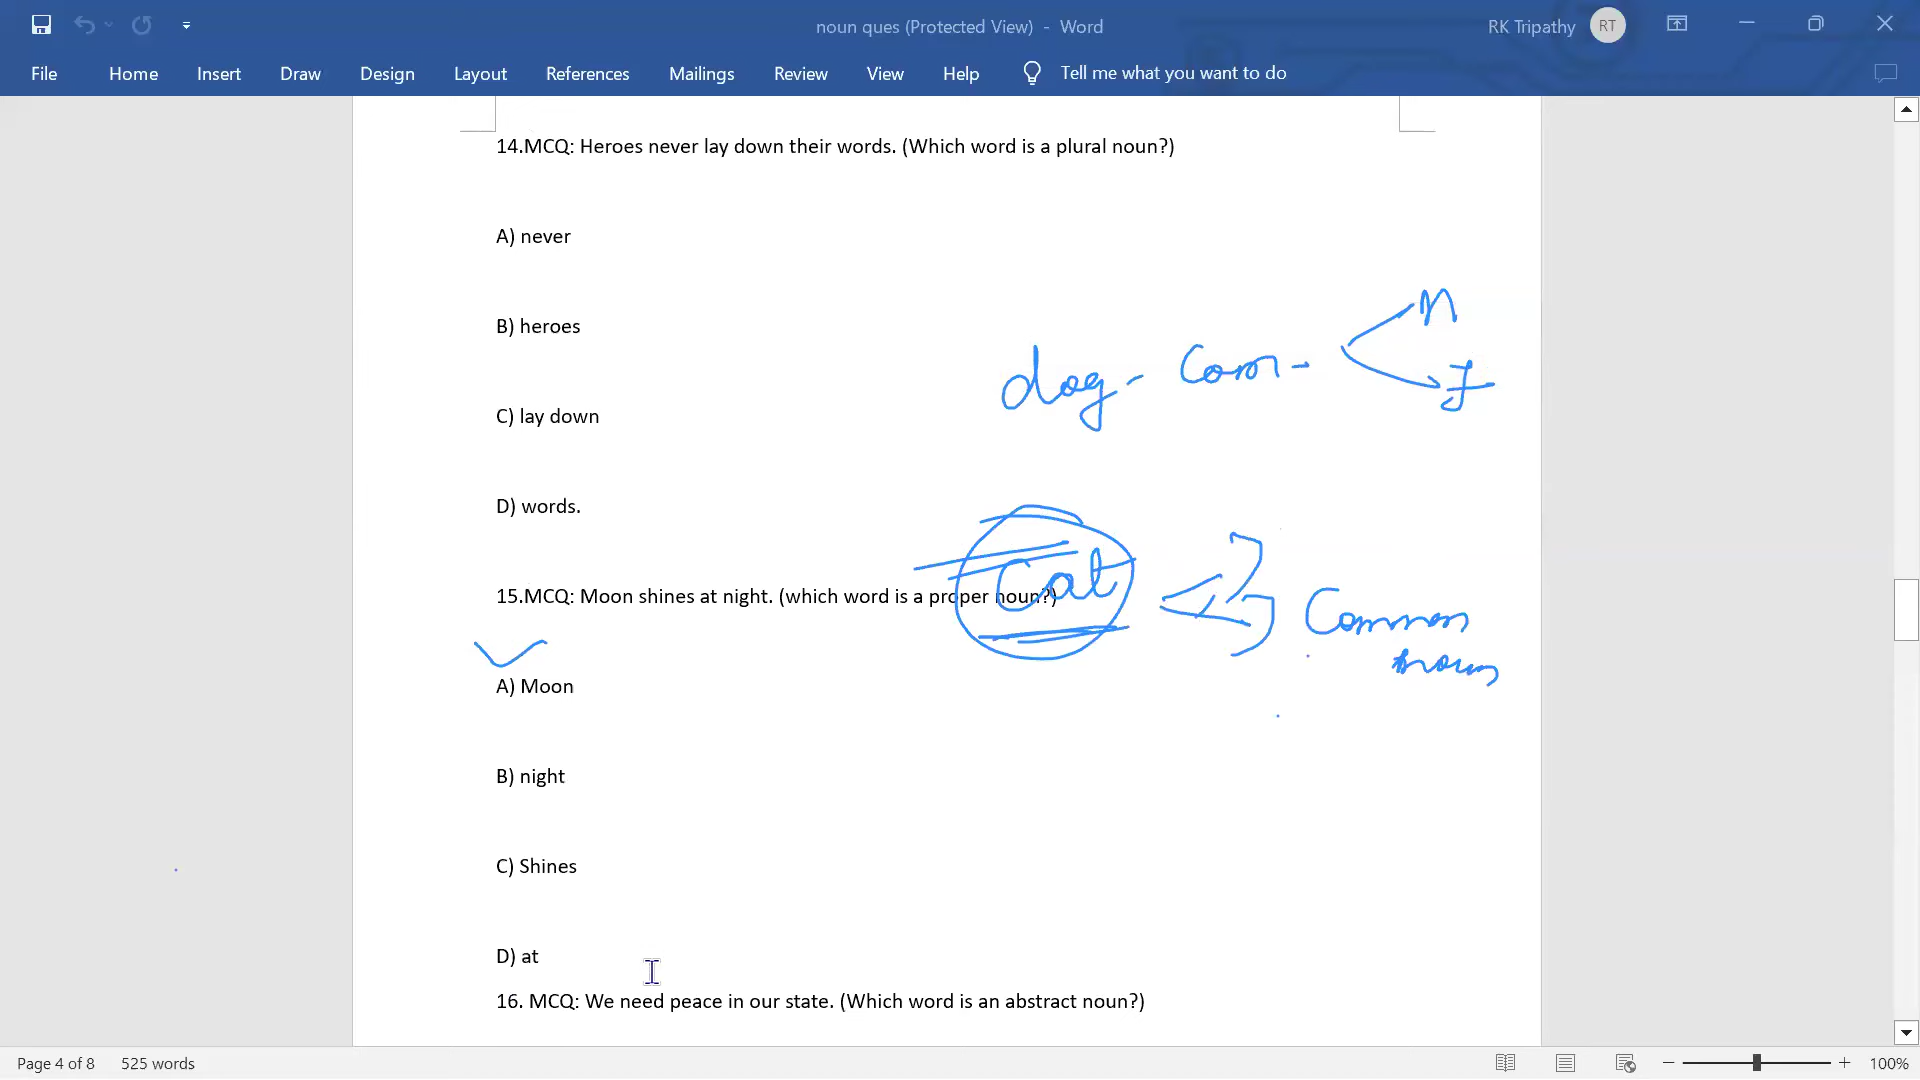 noun ques (Protected View) - Word
RK Tripathy
RT
File Home Insert Draw Design Layout References Mailings Review View Help Tell me what you want to do
14.MCQ: Heroes never lay down their words. (Which word is a plural noun?)
A) never
B) heroes
n
dog - Com -
f
C) lay down
D) words.
Cat
15.MCQ: Moon shines at night. (which word is a proper noun?)
Common
noun
A) Moon
B) night
C) Shines
D) at
16. MCQ: We need peace in our state. (Which word is an abstract noun?)
Page 4 of 8 525 words
100%